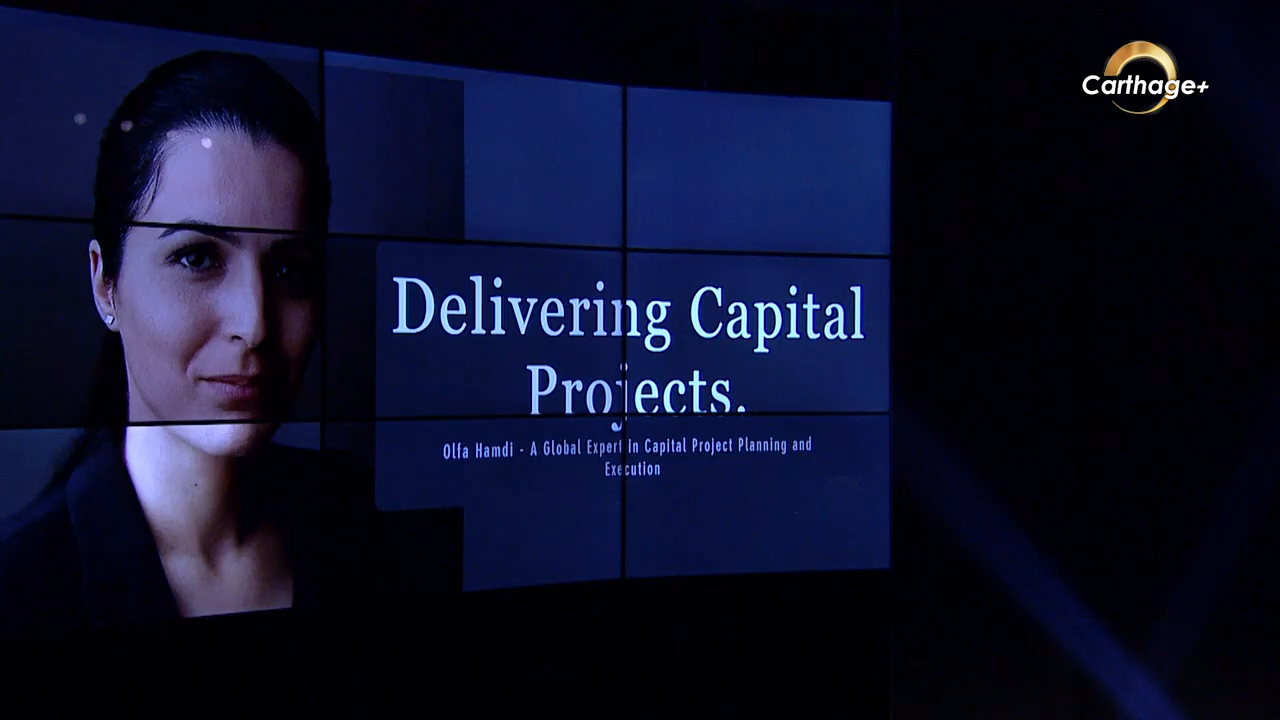 Carthage+
Delivering Capital
Projects.
Olfa Hamdi - A Global Expert In Capital Project Planning and
Execution